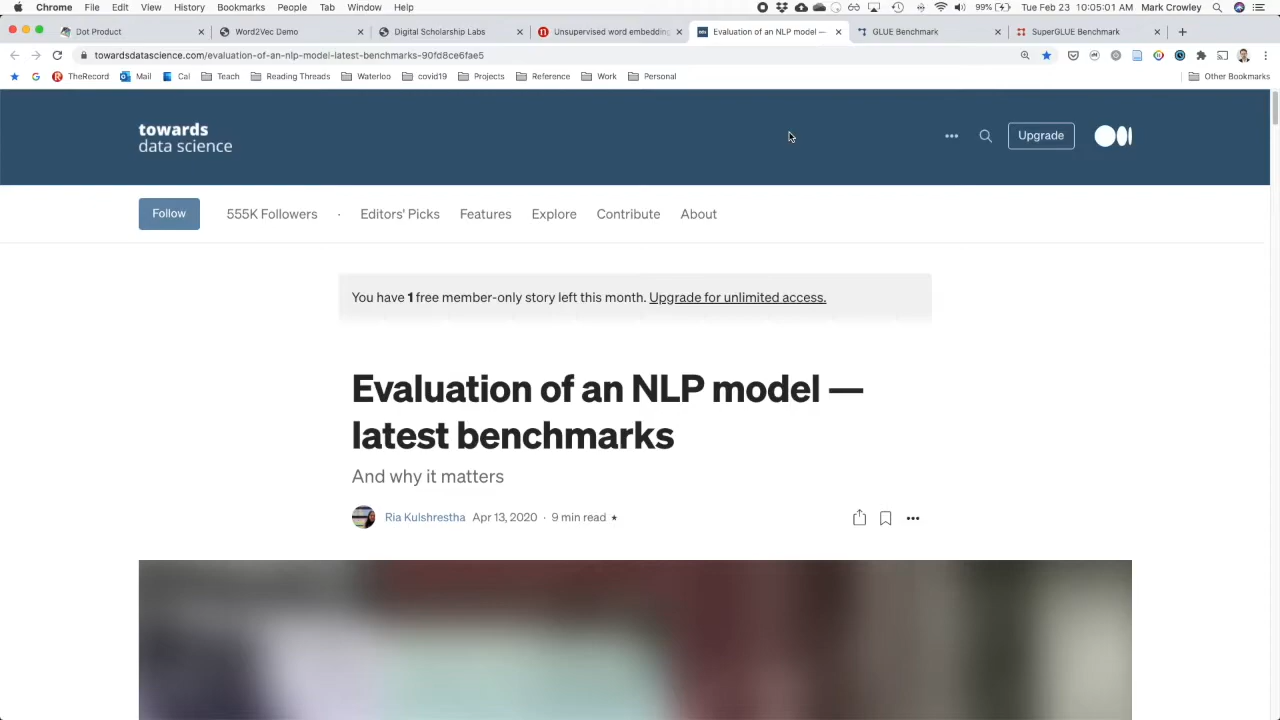 Chrome File Edit View History Bookmarks People Tab Window Help 99% Tue Feb 23 10:05:01 AM Mark Crowley
Dot Product Word2Vec Demo Digital Scholarship Labs Unsupervised word embedding Evaluation of an NLP model — GLUE Benchmark SuperGLUE Benchmark
towardsdatascience.com/evaluation-of-an-nlp-model-latest-benchmarks-90fd8ce6fae5
TheRecord Mail Cal Teach Reading Threads Waterloo covid19 Projects Reference Work Personal Other Bookmarks
towards
data science
Upgrade
Follow 555K Followers · Editors' Picks Features Explore Contribute About
You have 1 free member-only story left this month. Upgrade for unlimited access.
Evaluation of an NLP model —
latest benchmarks
And why it matters
Ria Kulshrestha Apr 13, 2020 · 9 min read